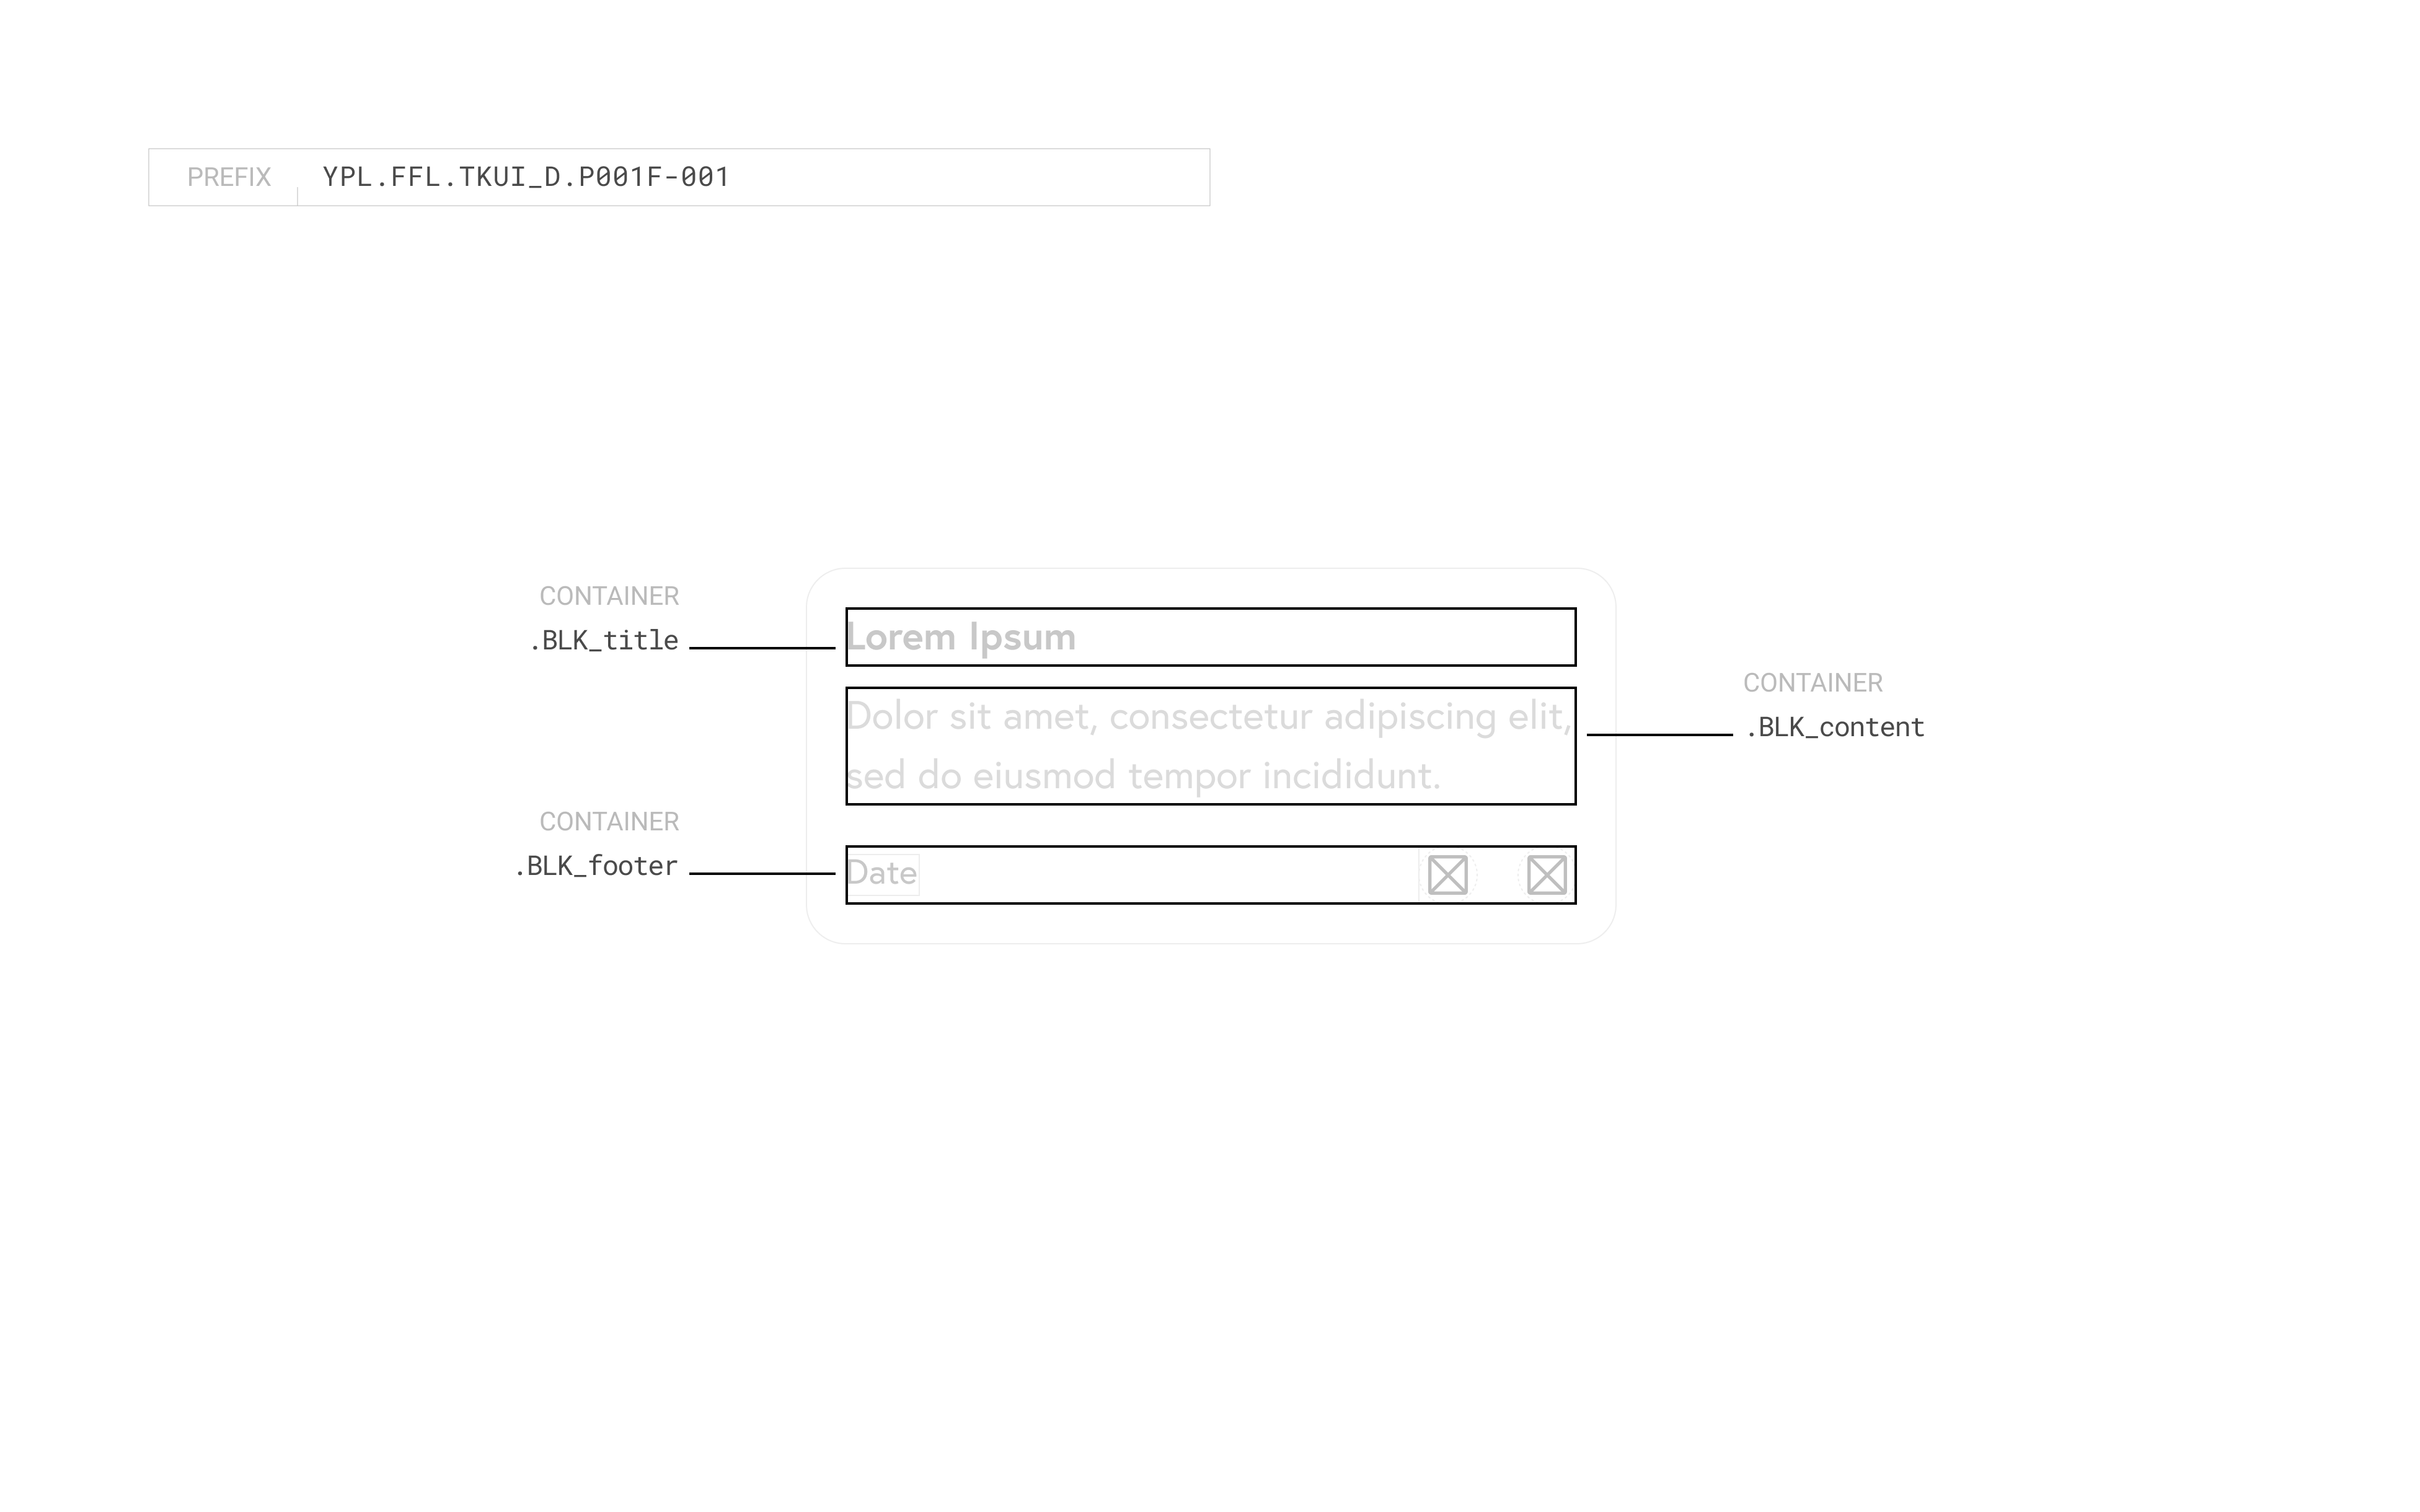 PREFIX YPL.FFL.TKUI_D.P001F-001
CONTAINER
.BLK_title
Lorem Ipsum
CONTAINER
.BLK_content
Dolor sit amet, consectetur adipiscing elit,
sed do eiusmod tempor incididunt.
CONTAINER
.BLK_footer
Date